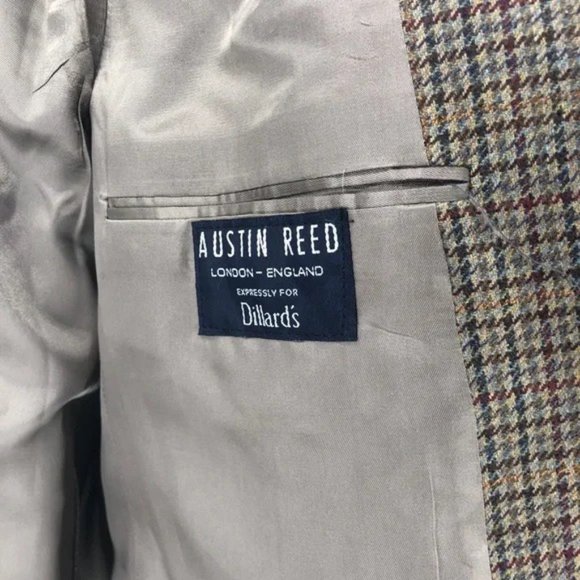 AUSTIN REED
LONDON – ENGLAND
EXPRESSLY FOR
Dillard's